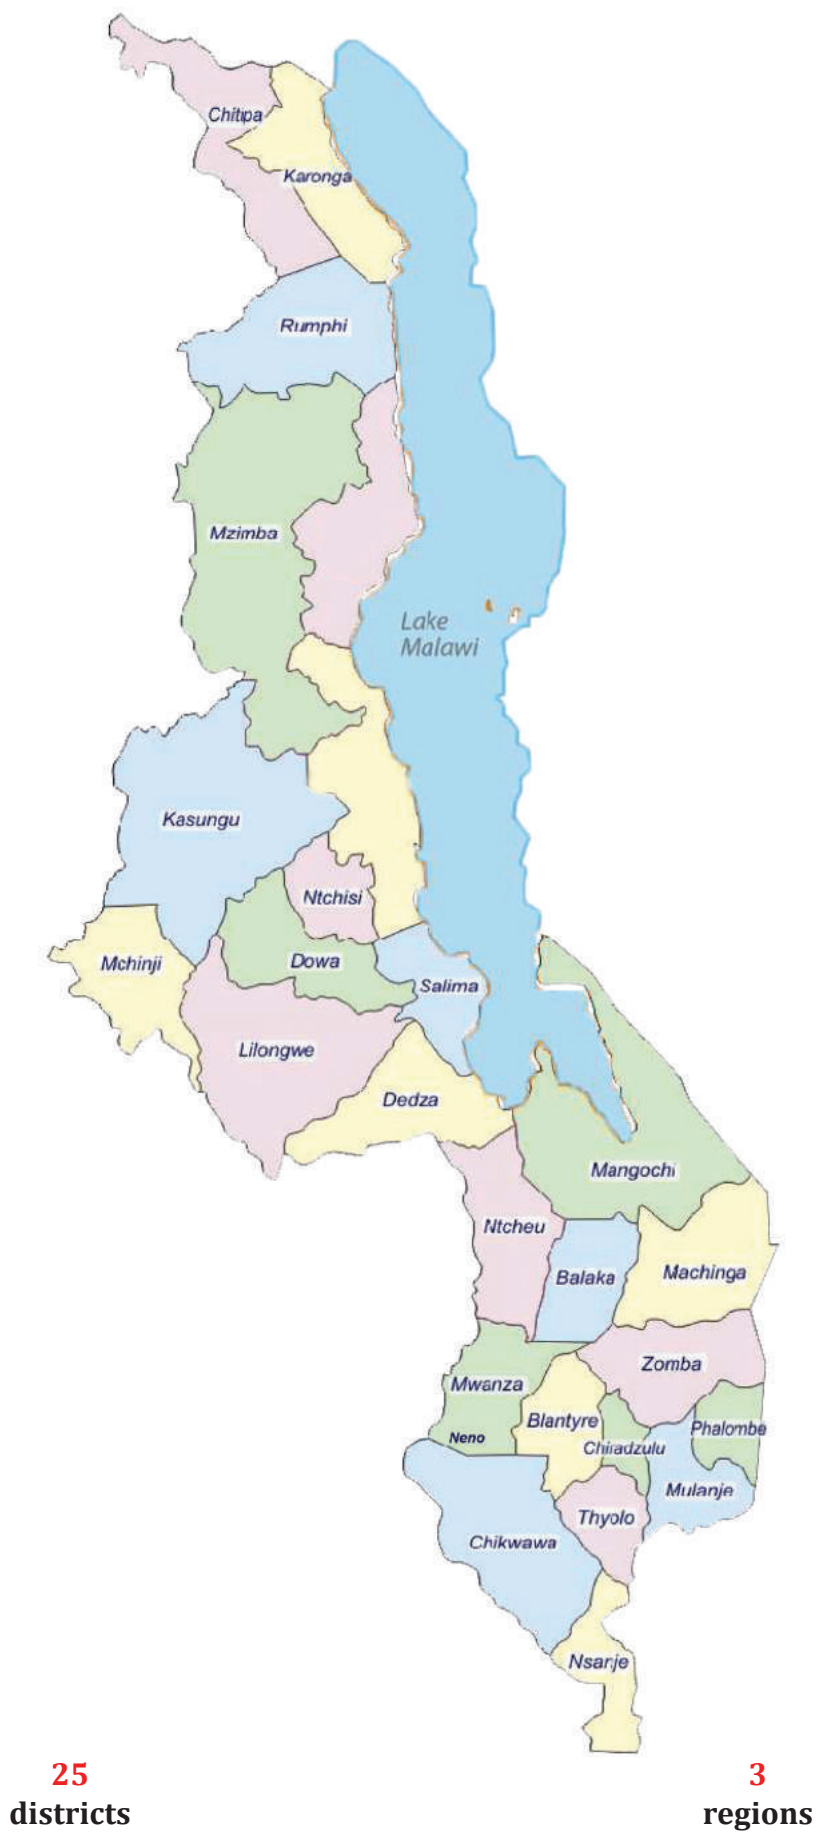 Chitipa
Karonga
Rumphi
Mzimba
Lake
Malawi
Kasungu
Ntchisi
Mchinji
Dowa
Salima
Lilongwe
Dedza
Mangochi
Ntcheu
Balaka
Machinga
Zomba
Mwanza
Blantyre
Phalombe
Neno
Chiradzulu
Mulanje
Thyolo
Chikwawa
Nsanje
25
districts
3
regions